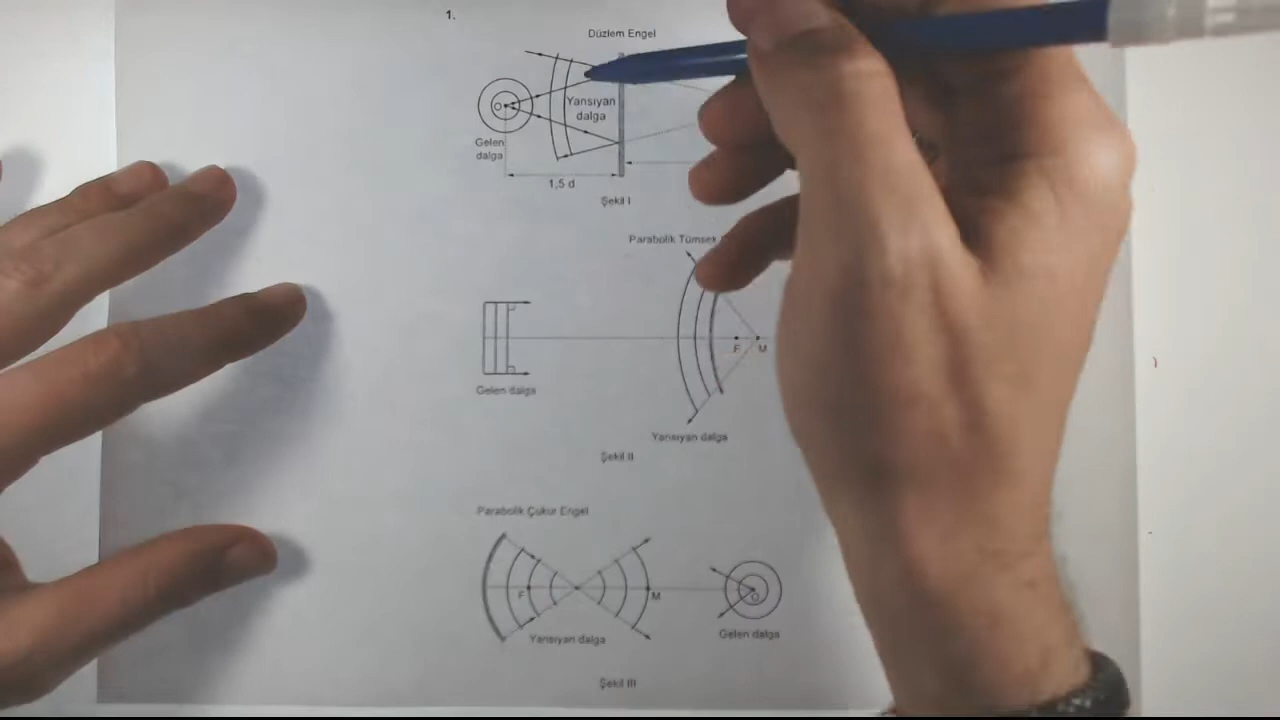 1.
Düzlem Engel
O
Yansıyan
dalga
Gelen
dalga
1,5 d
Şekil I
Parabolik Tümsek
F M
Gelen dalga
Yansıyan dalga
Şekil II
Parabolik Çukur Engel
F M O
Yansıyan dalga
Gelen dalga
Şekil III